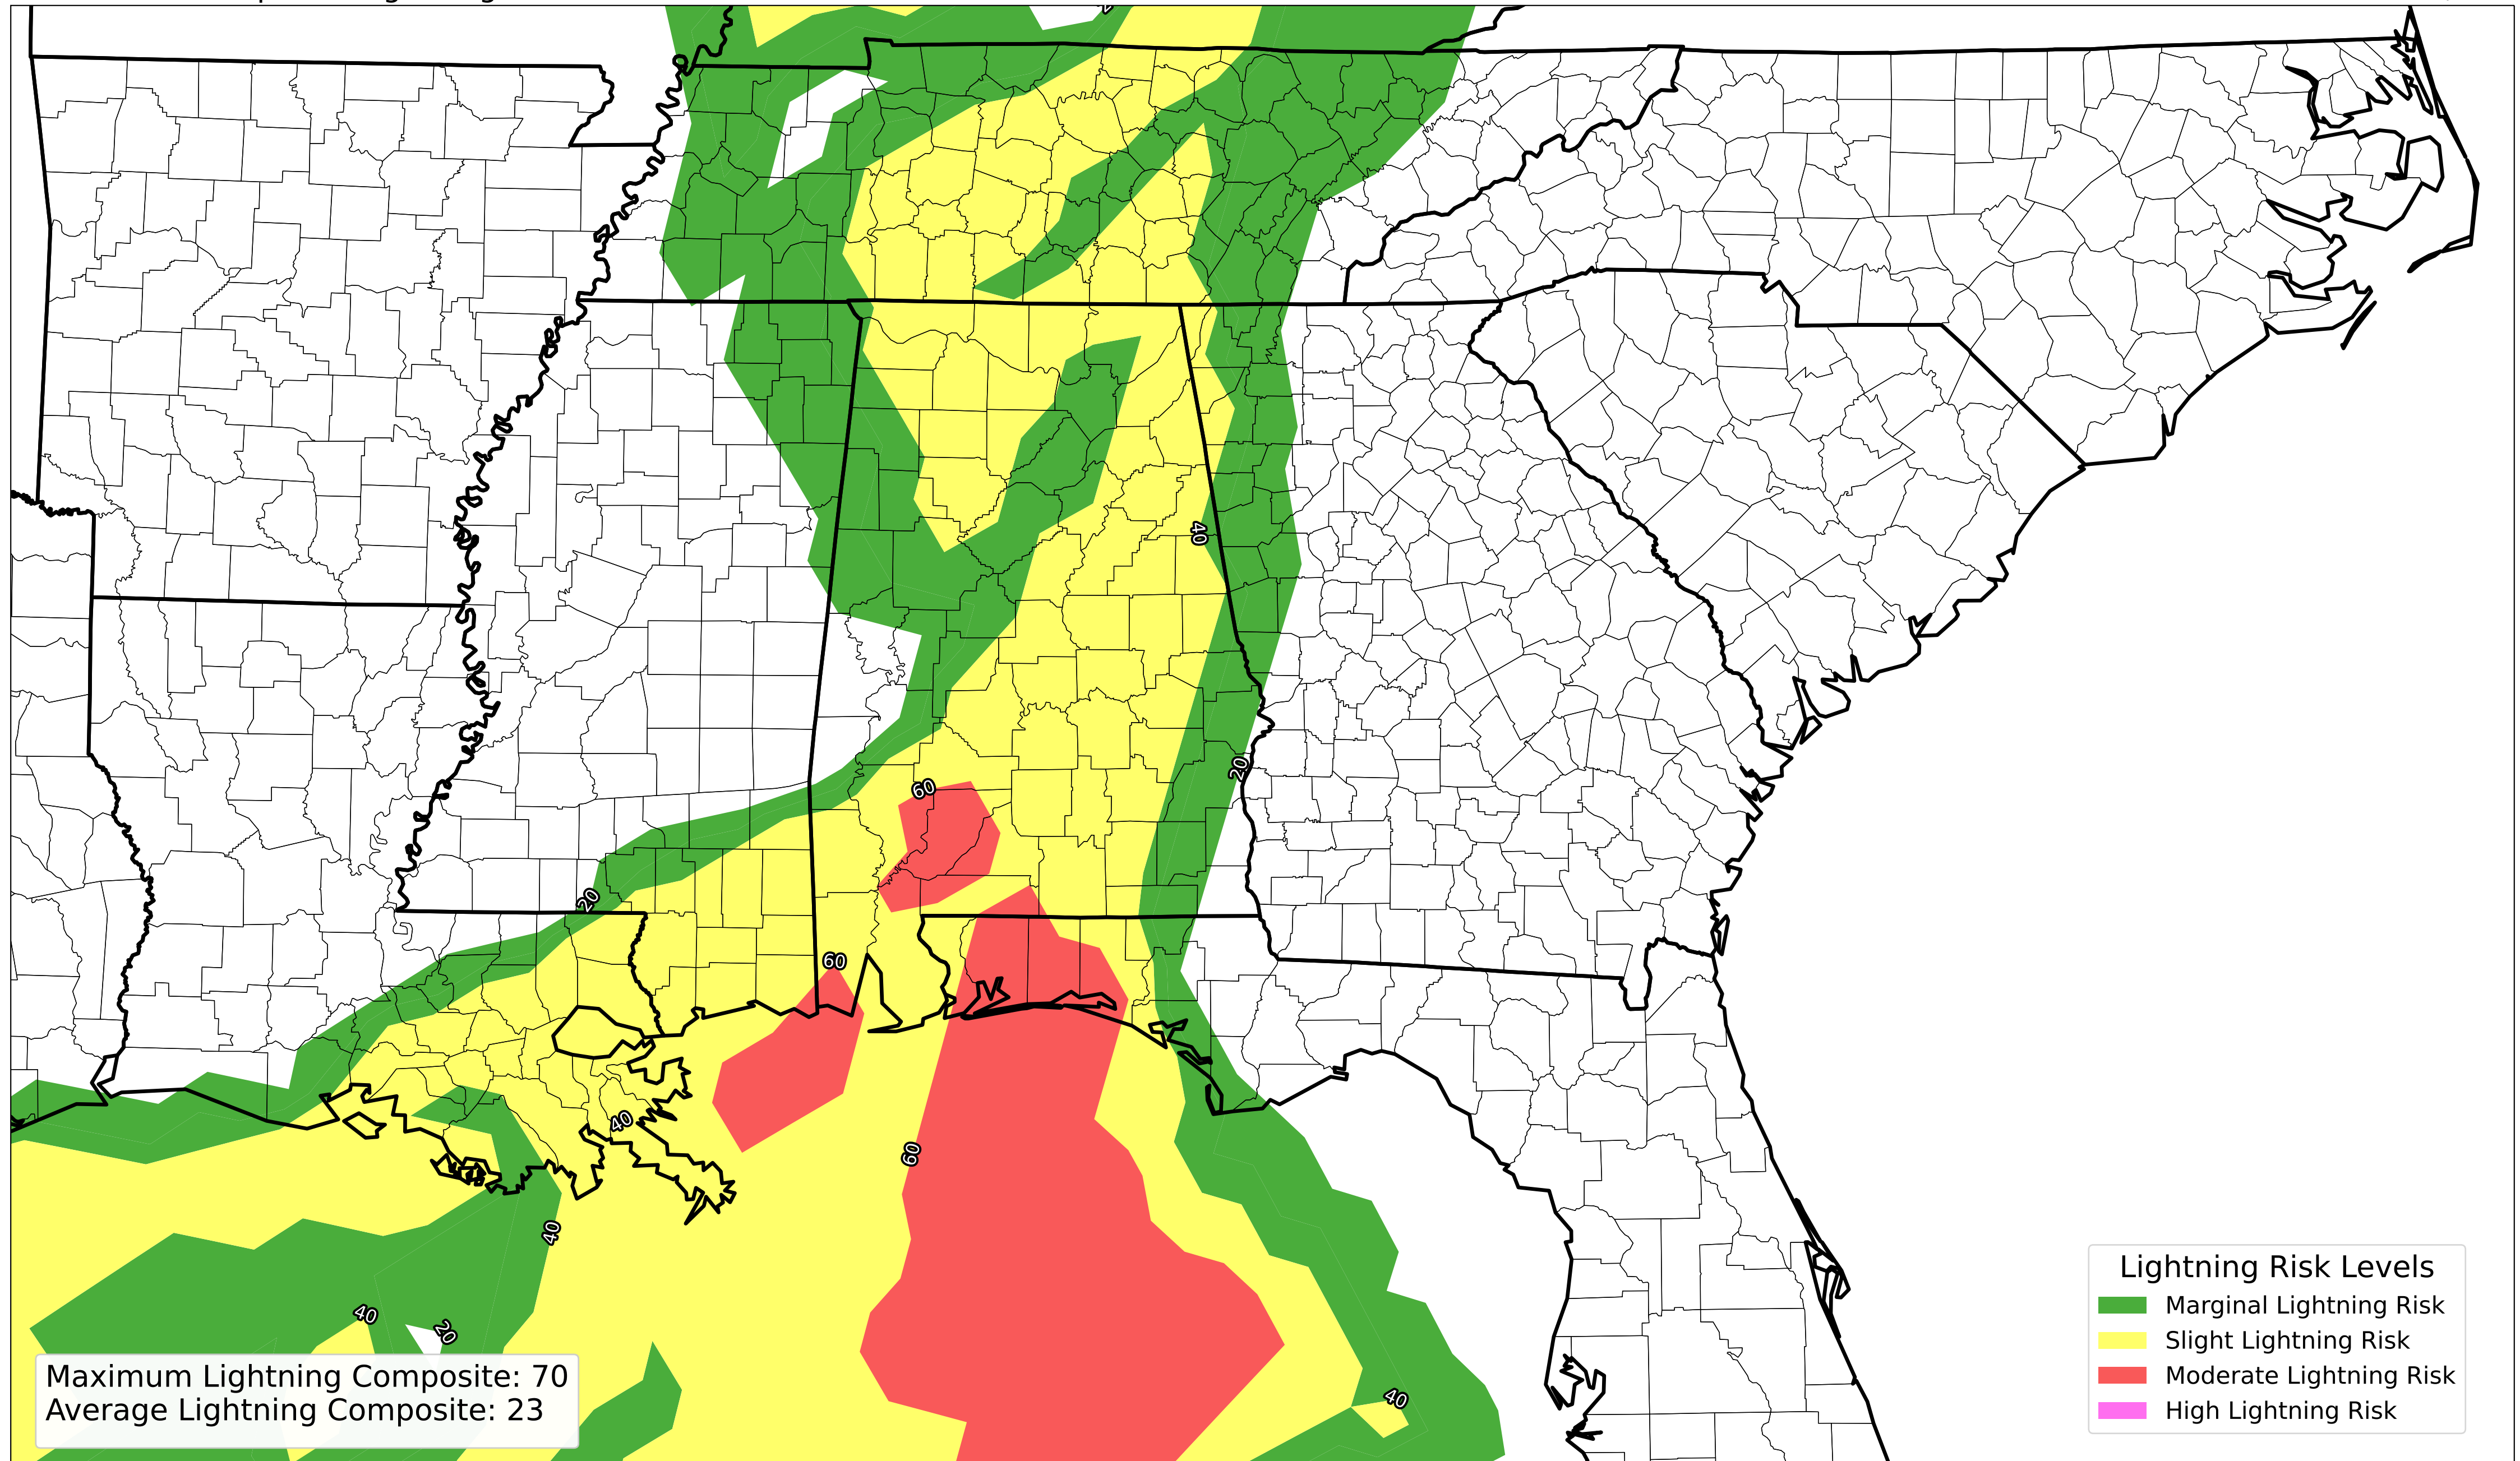 40
20
60
60
20
40
60
40
40
20
40
Lightning Risk Levels
Marginal Lightning Risk
Slight Lightning Risk
Moderate Lightning Risk
High Lightning Risk
Maximum Lightning Composite: 70
Average Lightning Composite: 23